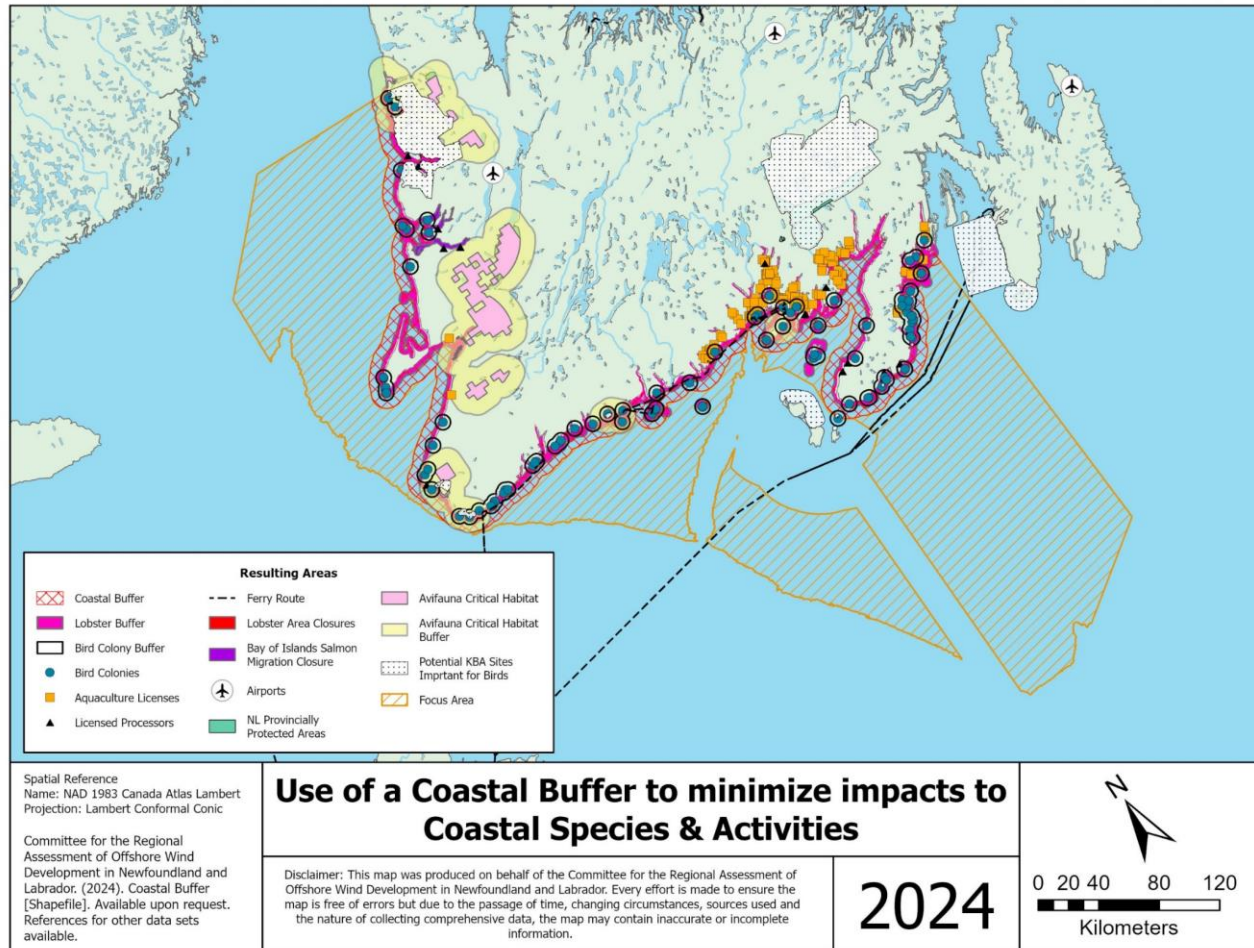 Resulting Areas
Coastal Buffer
Lobster Buffer
Bird Colony Buffer
Bird Colonies
Aquaculture Licenses
Licensed Processors
Ferry Route
Lobster Area Closures
Bay of Islands Salmon
Migration Closure
Airports
NL Provincially
Protected Areas
Avifauna Critical Habitat
Avifauna Critical Habitat
Buffer
Potential KBA Sites
Imprtant for Birds
Focus Area
Spatial Reference
Name: NAD 1983 Canada Atlas Lambert
Projection: Lambert Conformal Conic
Committee for the Regional
Assessment of Offshore Wind
Development in Newfoundland and
Labrador. (2024). Coastal Buffer
[Shapefile]. Available upon request.
References for other data sets
available.
Use of a Coastal Buffer to minimize impacts to
Coastal Species & Activities
Disclaimer: This map was produced on behalf of the Committee for the Regional Assessment of
Offshore Wind Development in Newfoundland and Labrador. Every effort is made to ensure the
map is free of errors but due to the passage of time, changing circumstances, sources used and
the nature of collecting comprehensive data, the map may contain inaccurate or incomplete
information.
2024
N
0 20 40 80 120
Kilometers